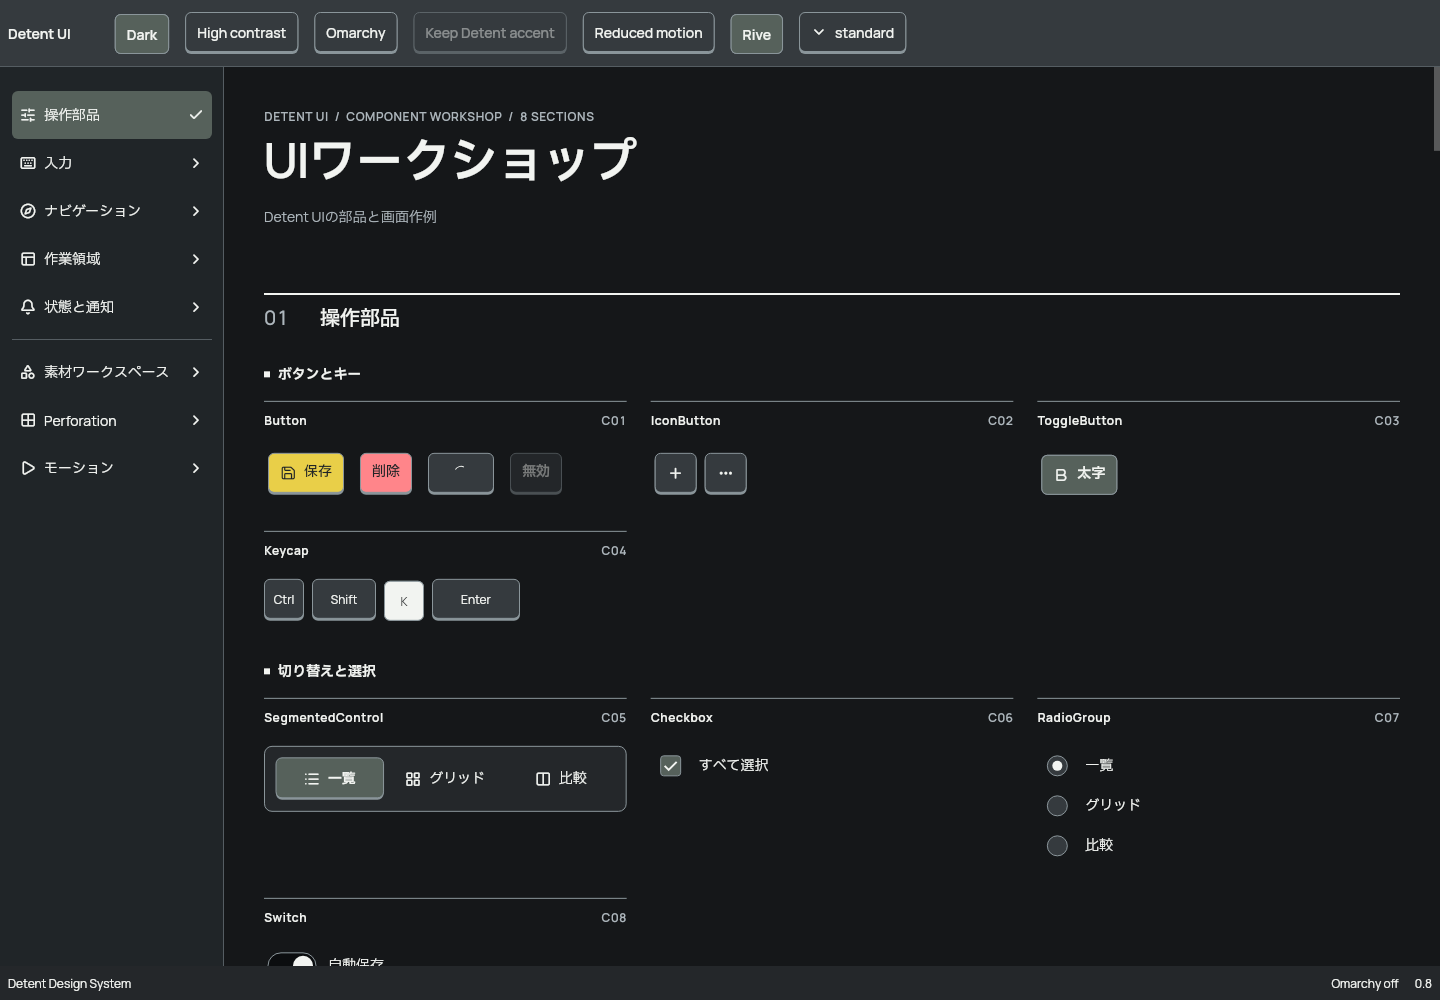 Detent UI
Dark
High contrast
Omarchy
Keep Detent accent
Reduced motion
Rive
standard
操作部品
入力
ナビゲーション
作業領域
状態と通知
素材ワークスペース
Perforation
モーション
DETENT UI / COMPONENT WORKSHOP / 8 SECTIONS
UIワークショップ
Detent UIの部品と画面作例
01 操作部品
ボタンとキー
Button C01
IconButton C02
ToggleButton C03
保存
削除
無効
太字
Keycap C04
Ctrl
Shift
K
Enter
切り替えと選択
SegmentedControl C05
Checkbox C06
RadioGroup C07
一覧
グリッド
比較
すべて選択
一覧
グリッド
比較
Switch C08
自動保存
Detent Design System
Omarchy off 0.8